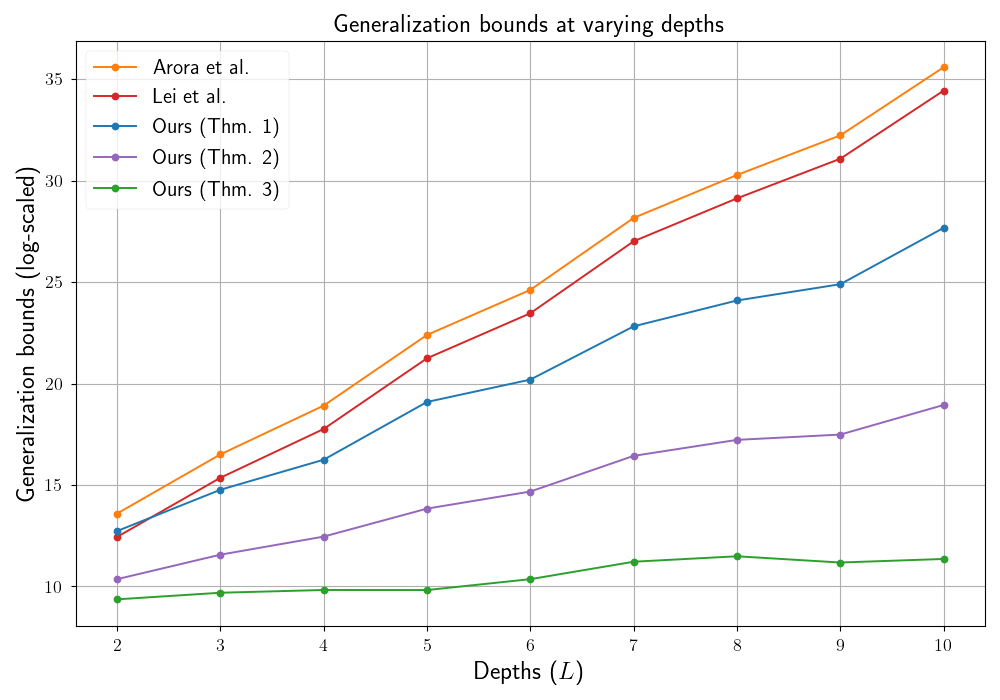 Generalization bounds at varying depths
Arora et al.
Lei et al.
Ours (Thm. 1)
Ours (Thm. 2)
Ours (Thm. 3)
Generalization bounds (log-scaled)
35
30
25
20
15
10
2 3 4 5 6 7 8 9 10
Depths (L)